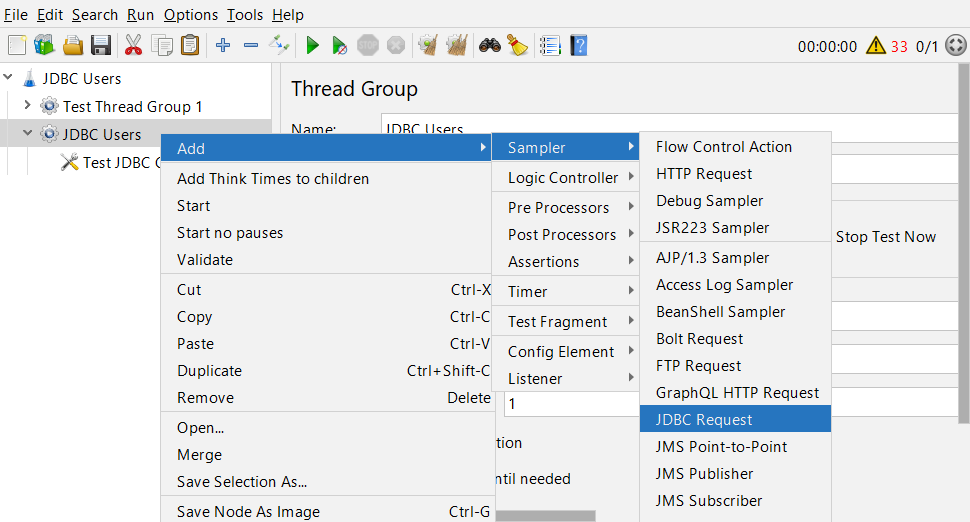 File Edit Search Run Options Tools Help
00:00:00 33 0/1
JDBC Users
Test Thread Group 1
JDBC Users
Test JDBC
Thread Group
Name: JDBC Users
Add
Add Think Times to children
Start
Start no pauses
Validate
Cut Ctrl-X
Copy Ctrl-C
Paste Ctrl-V
Duplicate Ctrl+Shift-C
Remove Delete
Open...
Merge
Save Selection As...
Save Node As Image Ctrl-G
Sampler
Logic Controller
Pre Processors
Post Processors
Assertions
Timer
Test Fragment
Config Element
Listener
1
until needed
Flow Control Action
HTTP Request
Debug Sampler
JSR223 Sampler
AJP/1.3 Sampler
Access Log Sampler
BeanShell Sampler
Bolt Request
FTP Request
GraphQL HTTP Request
JDBC Request
JMS Point-to-Point
JMS Publisher
JMS Subscriber
Stop Test Now